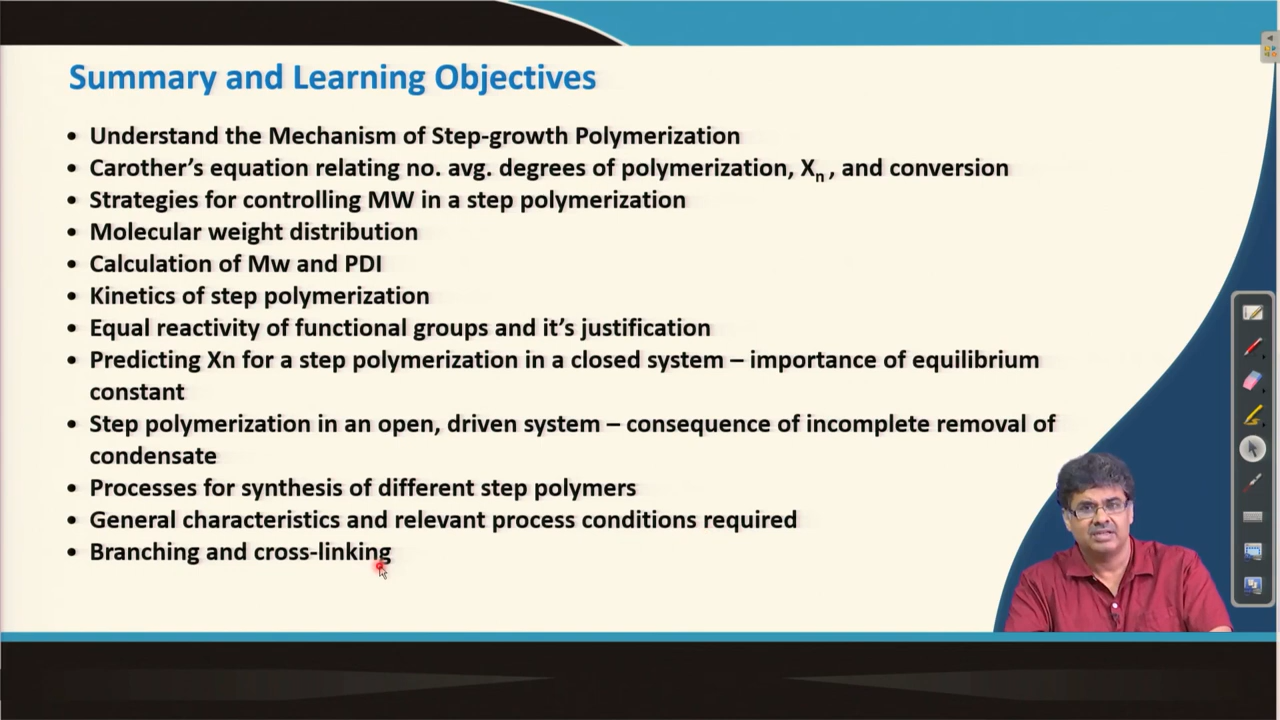 Summary and Learning Objectives
• Understand the Mechanism of Step-growth Polymerization
• Carother's equation relating no. avg. degrees of polymerization, Xn , and conversion
• Strategies for controlling MW in a step polymerization
• Molecular weight distribution
• Calculation of Mw and PDI
• Kinetics of step polymerization
• Equal reactivity of functional groups and it's justification
• Predicting Xn for a step polymerization in a closed system – importance of equilibrium
constant
• Step polymerization in an open, driven system – consequence of incomplete removal of
condensate
• Processes for synthesis of different step polymers
• General characteristics and relevant process conditions required
• Branching and cross-linking